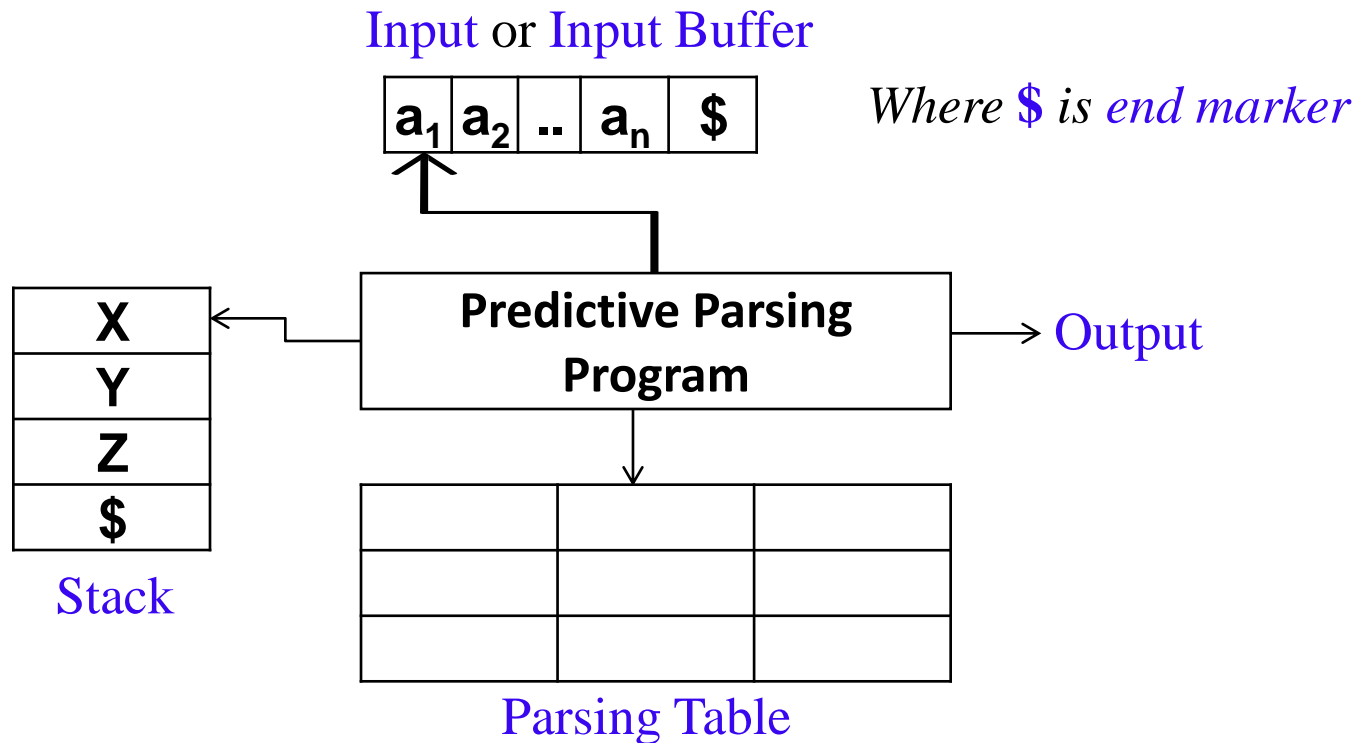 Input or Input Buffer
a₁ a₂ .. aₙ $
Where $ is end marker
Predictive Parsing
Program
Output
X
Y
Z
$
Stack
Parsing Table